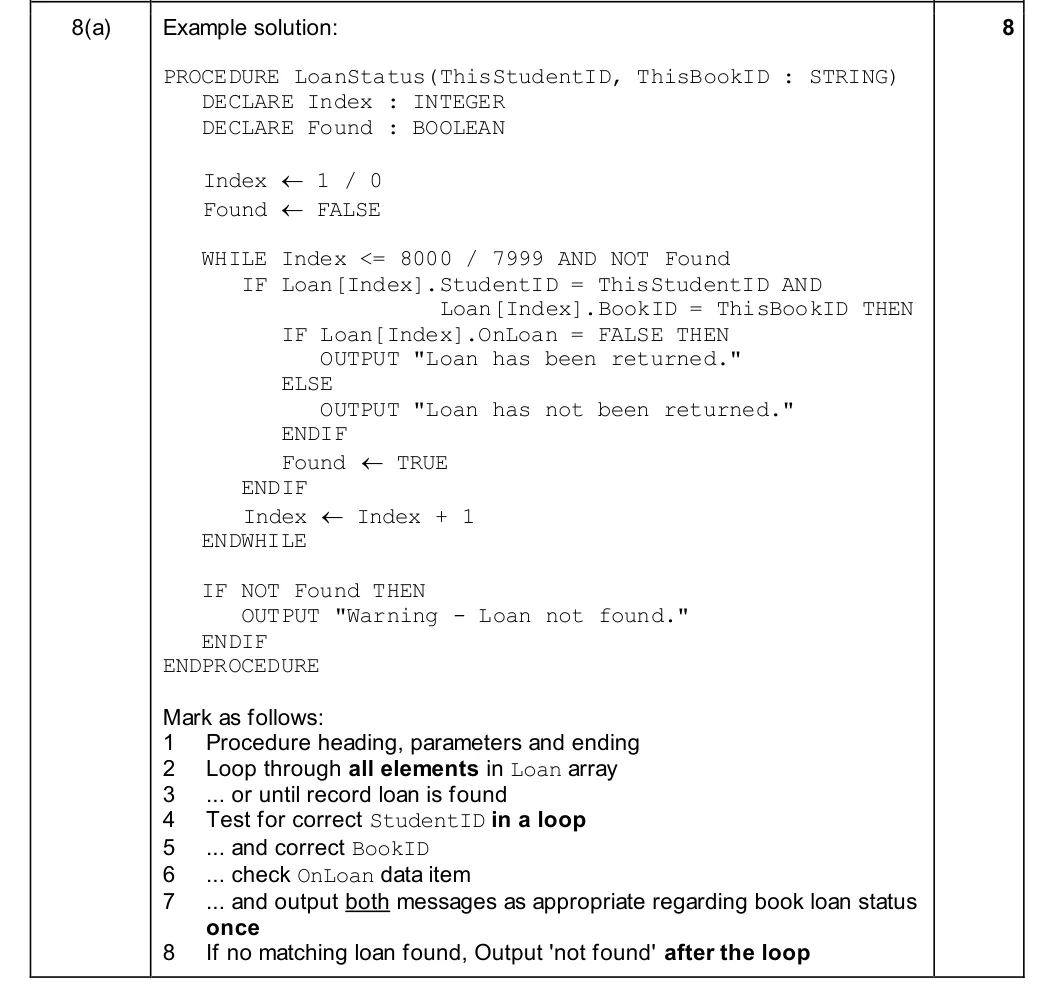 8(a)
Example solution:
8
PROCEDURE LoanStatus(ThisStudentID, ThisBookID : STRING)
   DECLARE Index : INTEGER
   DECLARE Found : BOOLEAN

   Index ← 1 / 0
   Found ← FALSE

   WHILE Index <= 8000 / 7999 AND NOT Found
      IF Loan[Index].StudentID = ThisStudentID AND
                     Loan[Index].BookID = ThisBookID THEN
         IF Loan[Index].OnLoan = FALSE THEN
            OUTPUT "Loan has been returned."
         ELSE
            OUTPUT "Loan has not been returned."
         ENDIF
         Found ← TRUE
      ENDIF
      Index ← Index + 1
   ENDWHILE

   IF NOT Found THEN
      OUTPUT "Warning - Loan not found."
   ENDIF
ENDPROCEDURE

Mark as follows:
1 Procedure heading, parameters and ending
2 Loop through all elements in Loan array
3 ... or until record loan is found
4 Test for correct StudentID in a loop
5 ... and correct BookID
6 ... check OnLoan data item
7 ... and output both messages as appropriate regarding book loan status
once
8 If no matching loan found, Output 'not found' after the loop